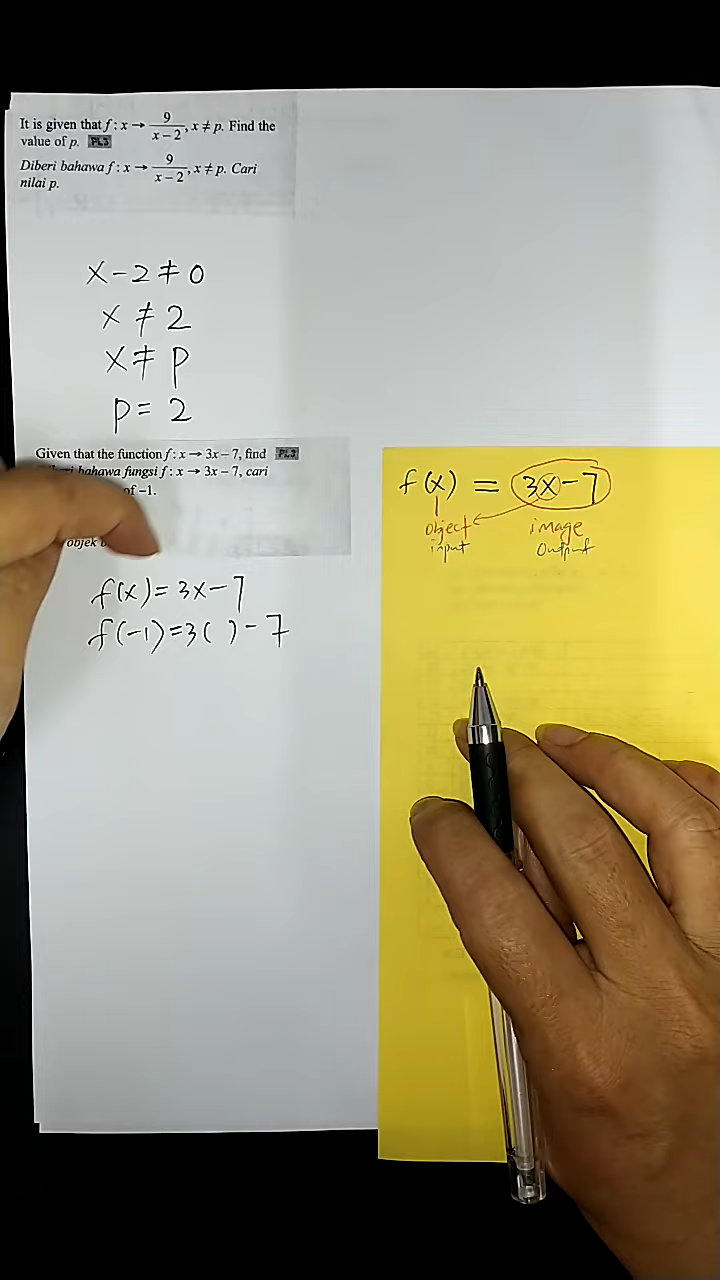 It is given that f : x → 9/(x − 2), x ≠ p. Find the
value of p. PL3
Diberi bahawa f : x → 9/(x − 2), x ≠ p. Cari
nilai p.
x − 2 ≠ 0
x ≠ 2
x ≠ p
p = 2
Given that the function f : x → 3x − 7, find PL3
bahawa fungsi f : x → 3x − 7, cari
of −1.
objek
f(x) = 3x − 7
f(−1) = 3( ) − 7
f(x) = 3x − 7
object image
input output